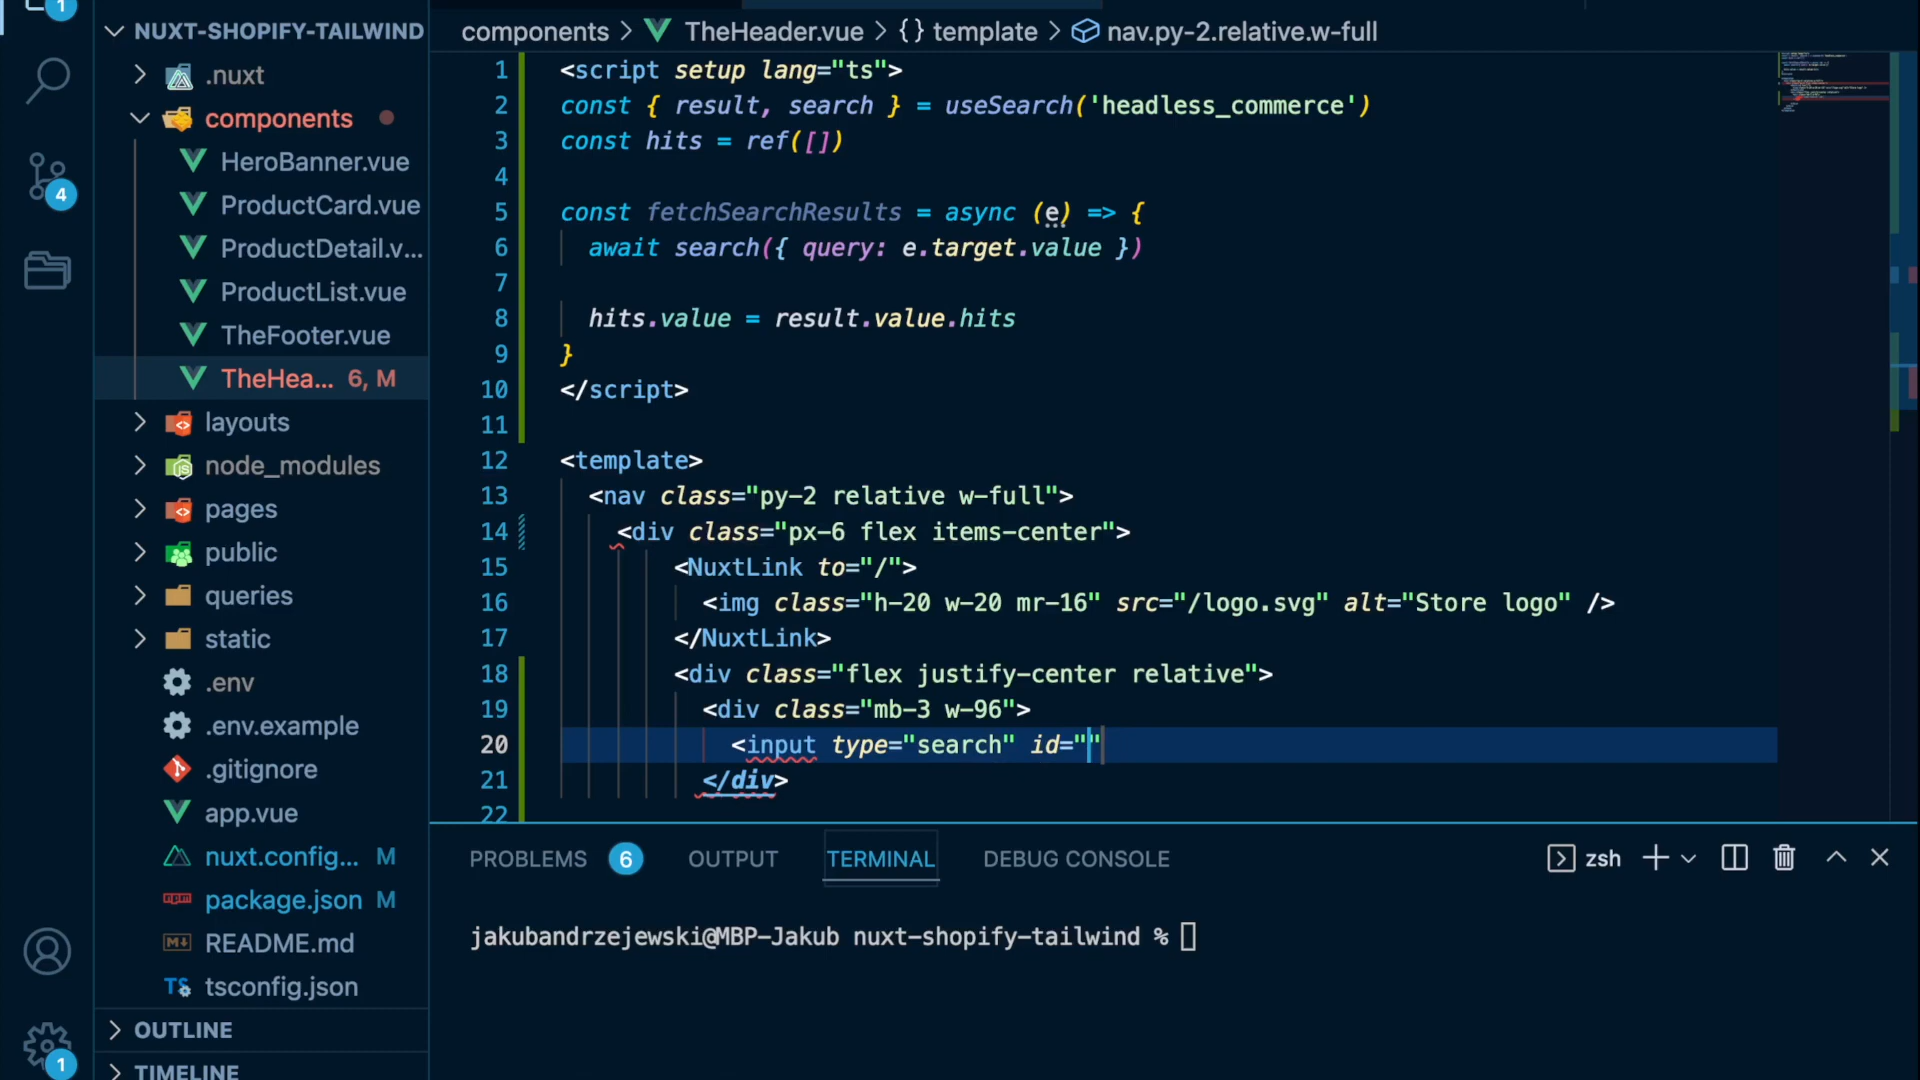 1
NUXT-SHOPIFY-TAILWIND
.nuxt
components
HeroBanner.vue
ProductCard.vue
ProductDetail.v...
ProductList.vue
TheFooter.vue
TheHea... 6, M
layouts
node_modules
pages
public
queries
static
.env
.env.example
.gitignore
app.vue
nuxt.config... M
package.json M
README.md
tsconfig.json
OUTLINE
TIMELINE
4
1
components > TheHeader.vue > {} template > nav.py-2.relative.w-full
1 <script setup lang="ts">
2 const { result, search } = useSearch('headless_commerce')
3 const hits = ref([])
4
5 const fetchSearchResults = async (e) => {
6 await search({ query: e.target.value })
7
8 hits.value = result.value.hits
9 }
10 </script>
11
12 <template>
13 <nav class="py-2 relative w-full">
14 <div class="px-6 flex items-center">
15 <NuxtLink to="/">
16 <img class="h-20 w-20 mr-16" src="/logo.svg" alt="Store logo" />
17 </NuxtLink>
18 <div class="flex justify-center relative">
19 <div class="mb-3 w-96">
20 <input type="search" id=""
21 </div>
22
PROBLEMS 6 OUTPUT TERMINAL DEBUG CONSOLE zsh
jakubandrzejewski@MBP-Jakub nuxt-shopify-tailwind %